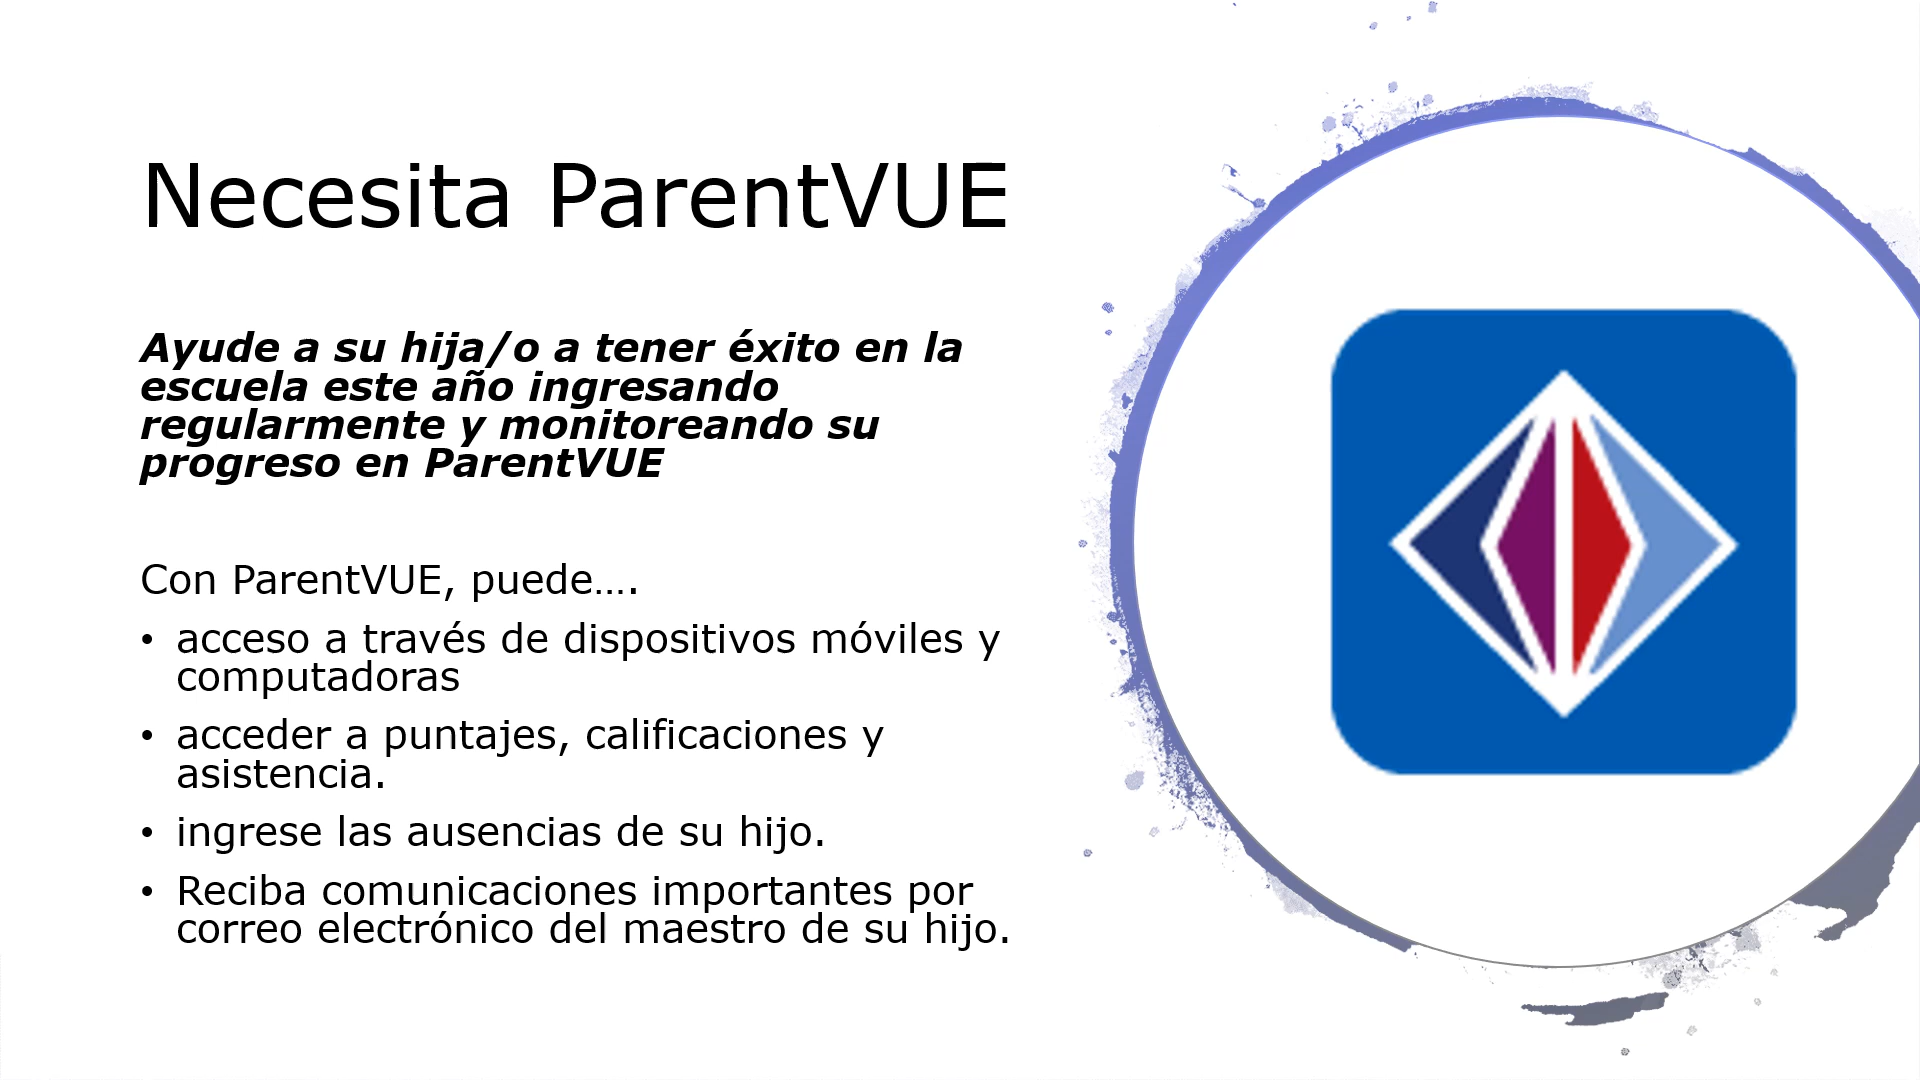 Necesita ParentVUE
Ayude a su hija/o a tener éxito en la
escuela este año ingresando
regularmente y monitoreando su
progreso en ParentVUE
Con ParentVUE, puede….
• acceso a través de dispositivos móviles y
computadoras
• acceder a puntajes, calificaciones y
asistencia.
• ingrese las ausencias de su hijo.
• Reciba comunicaciones importantes por
correo electrónico del maestro de su hijo.